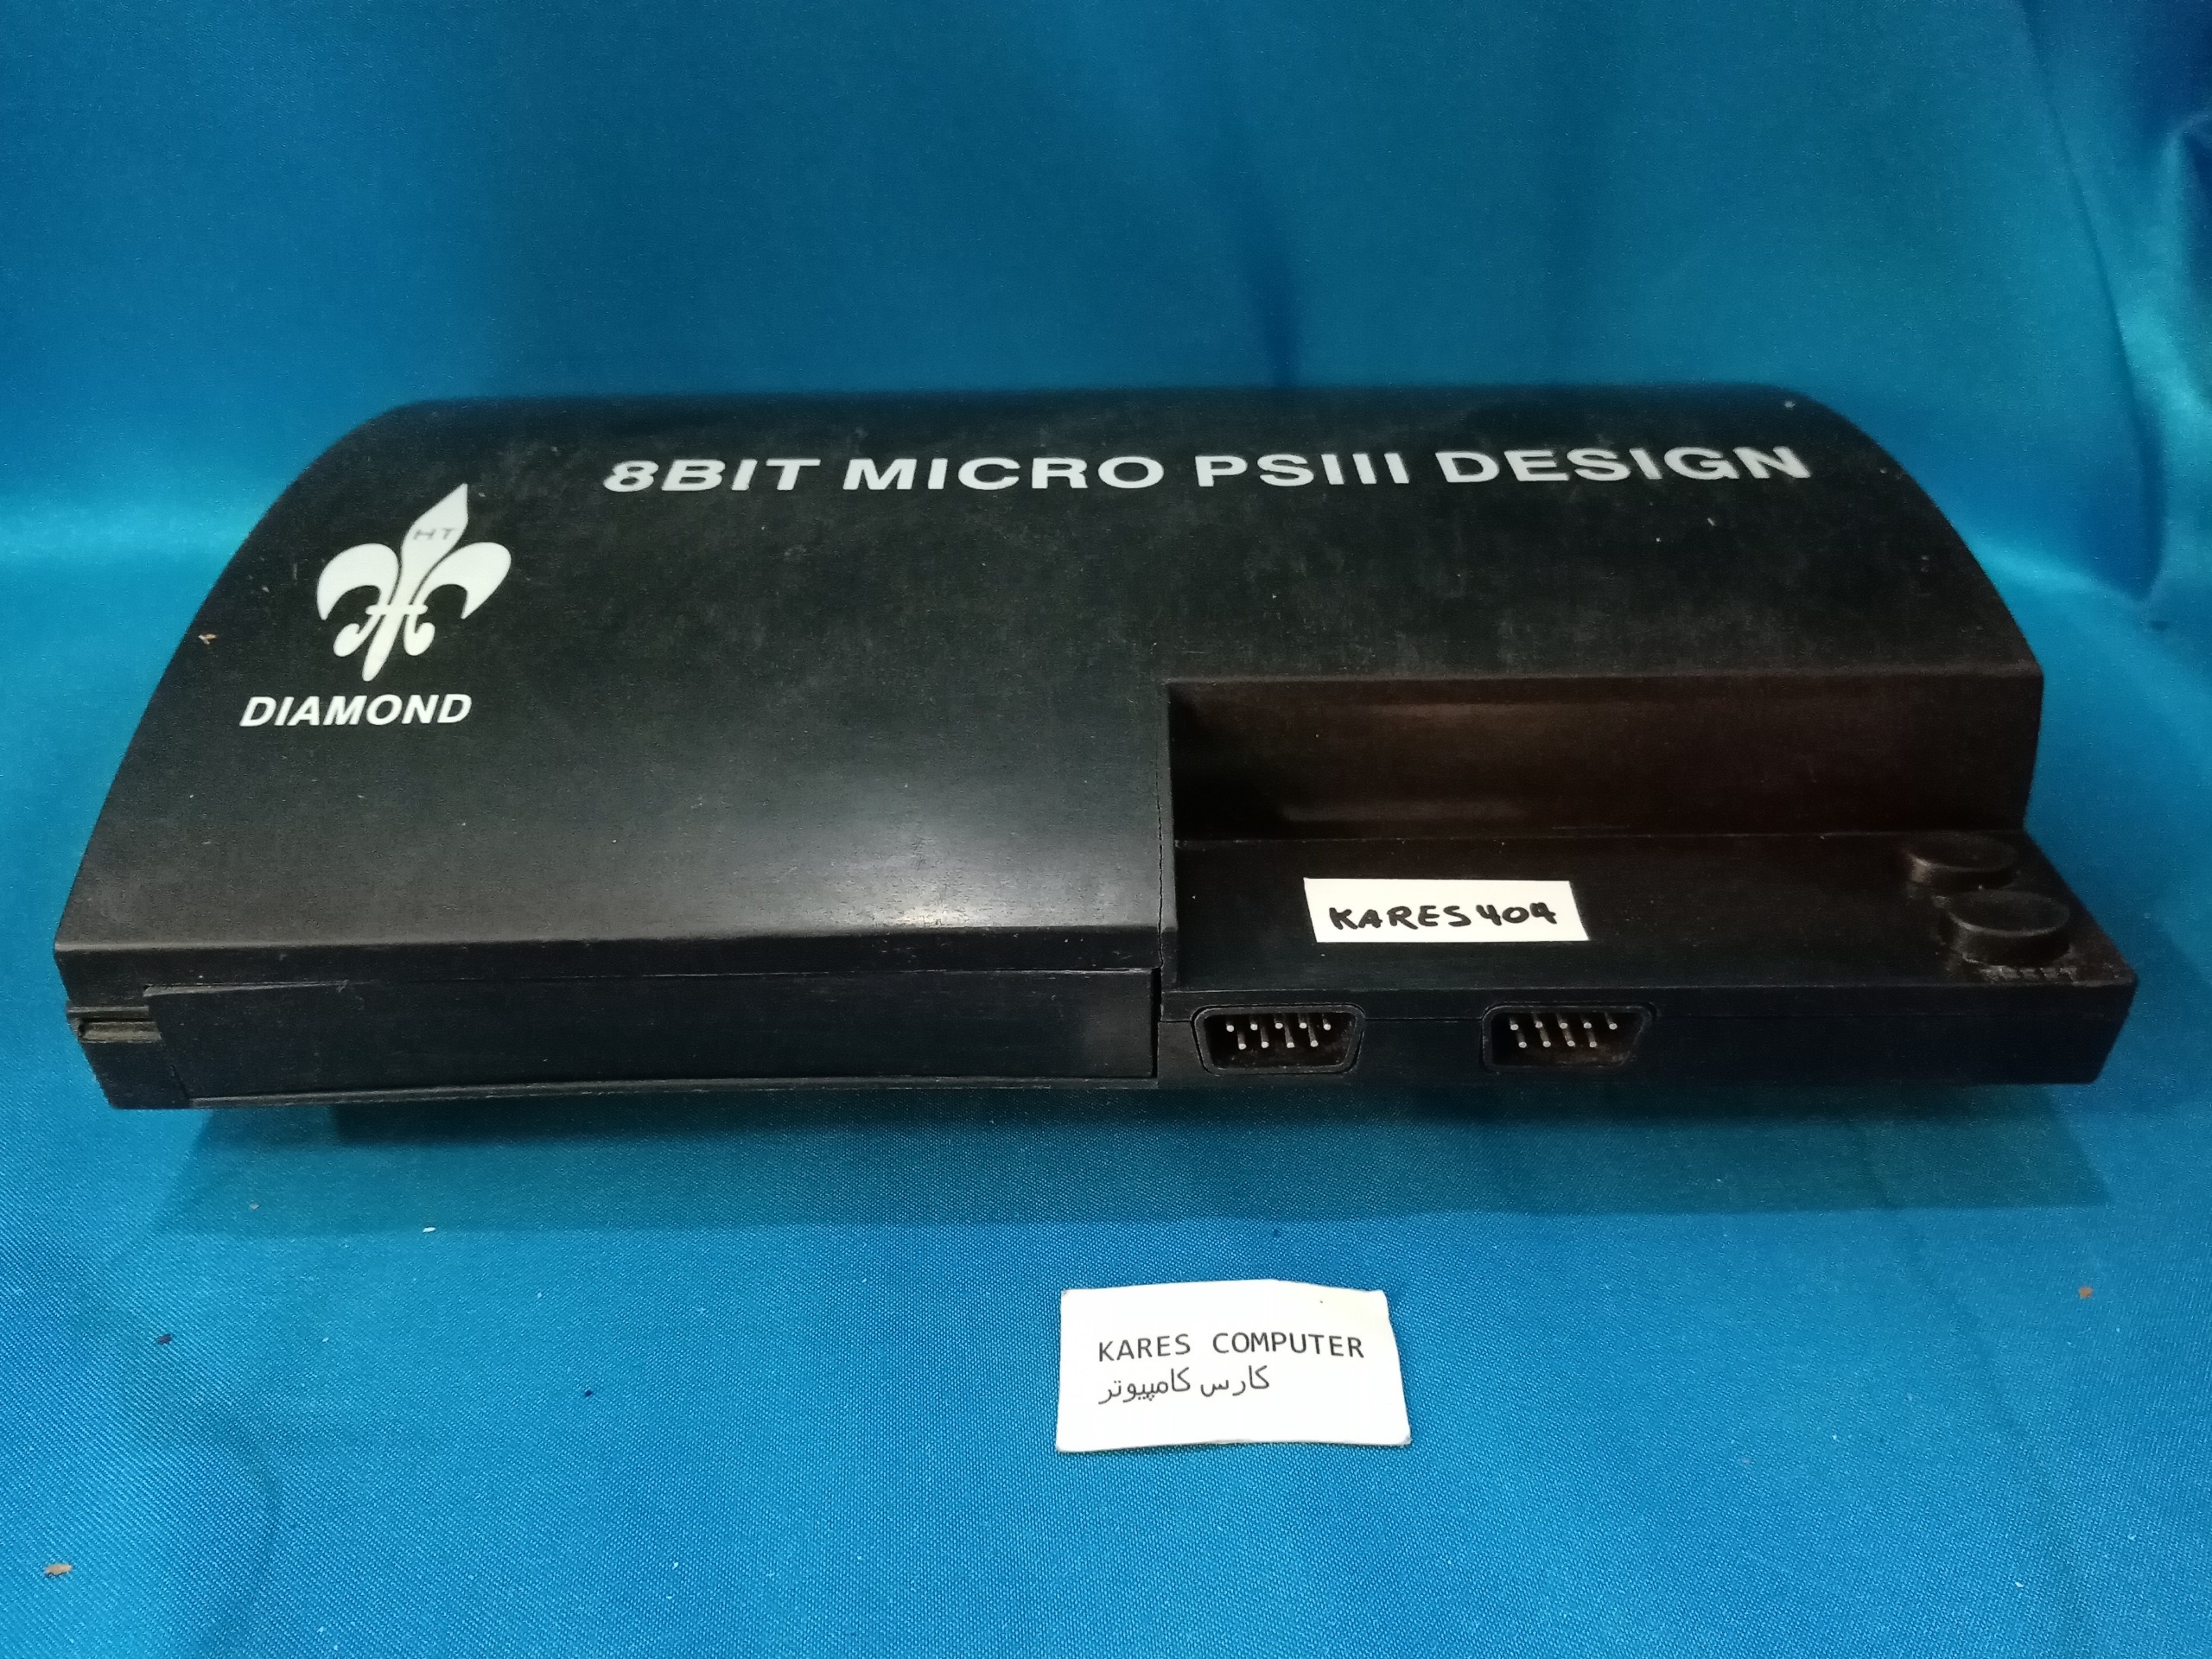 8BIT MICRO PSIII DESIGN
HT
DIAMOND
KARES404
KARES COMPUTER
کارس کامپیوتر